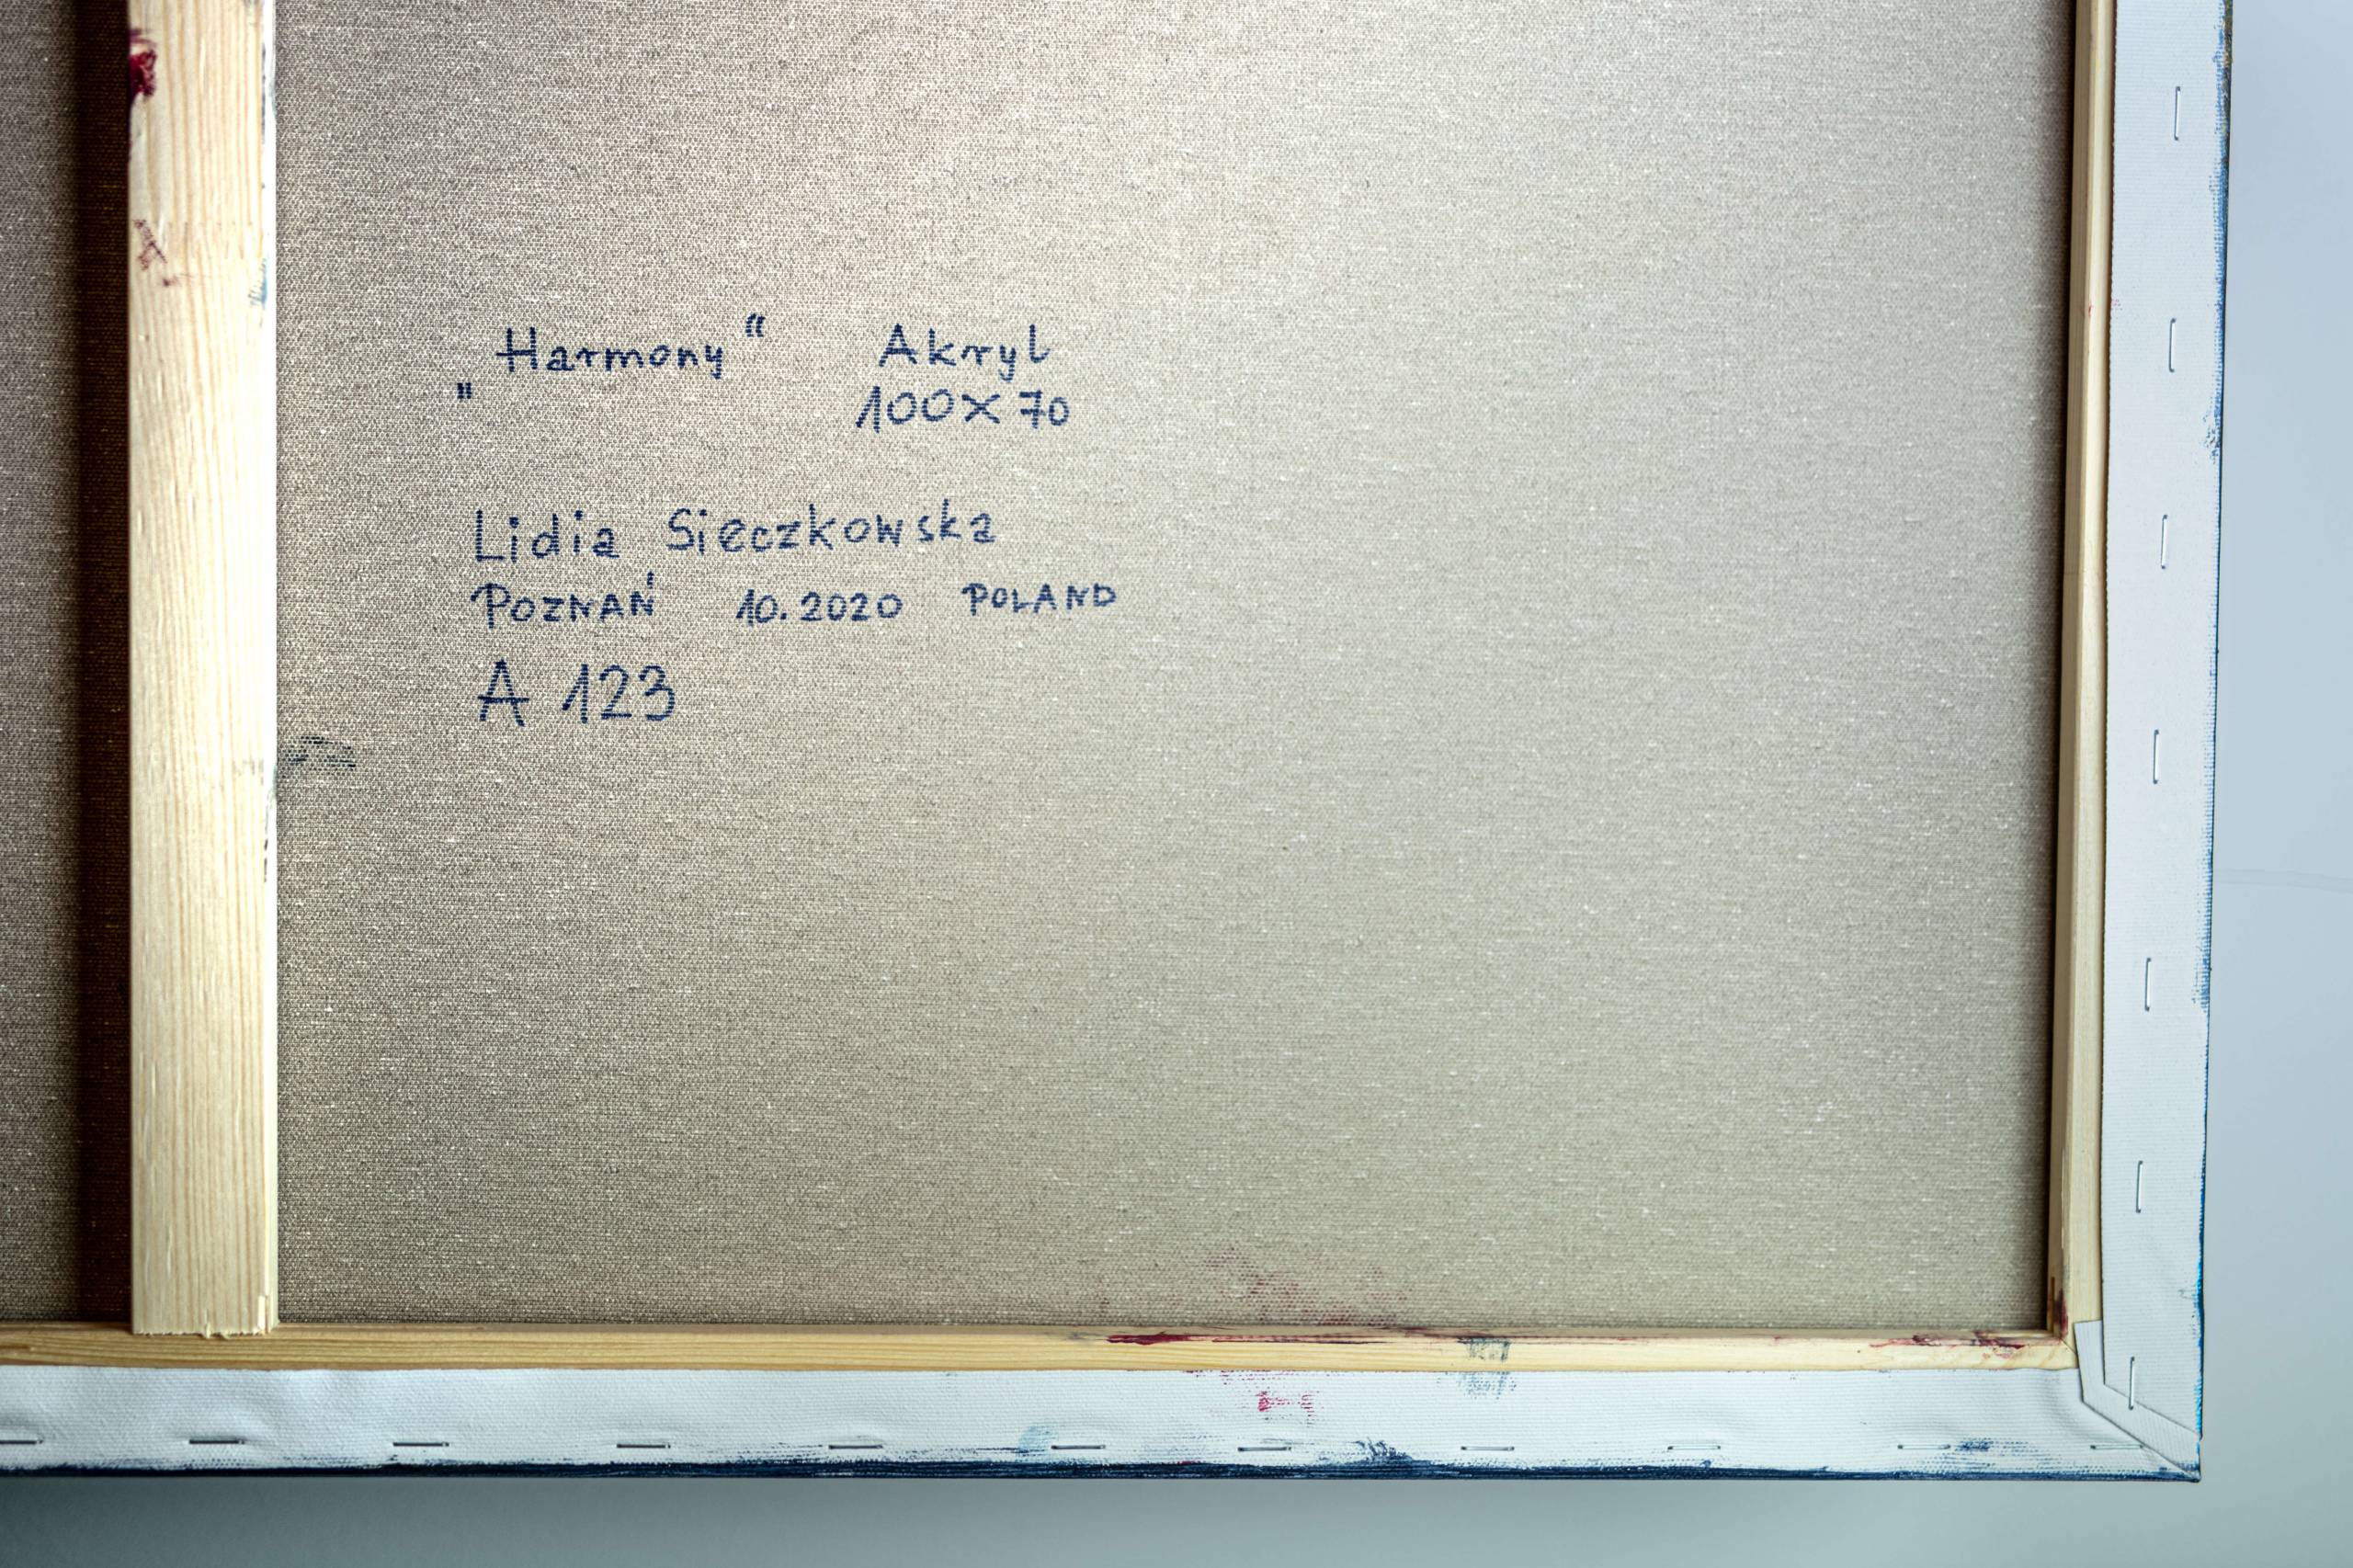 „Harmony“ Akryl
100x70
Lidia Sieczkowska
POZNAŃ 10.2020 POLAND
A 123